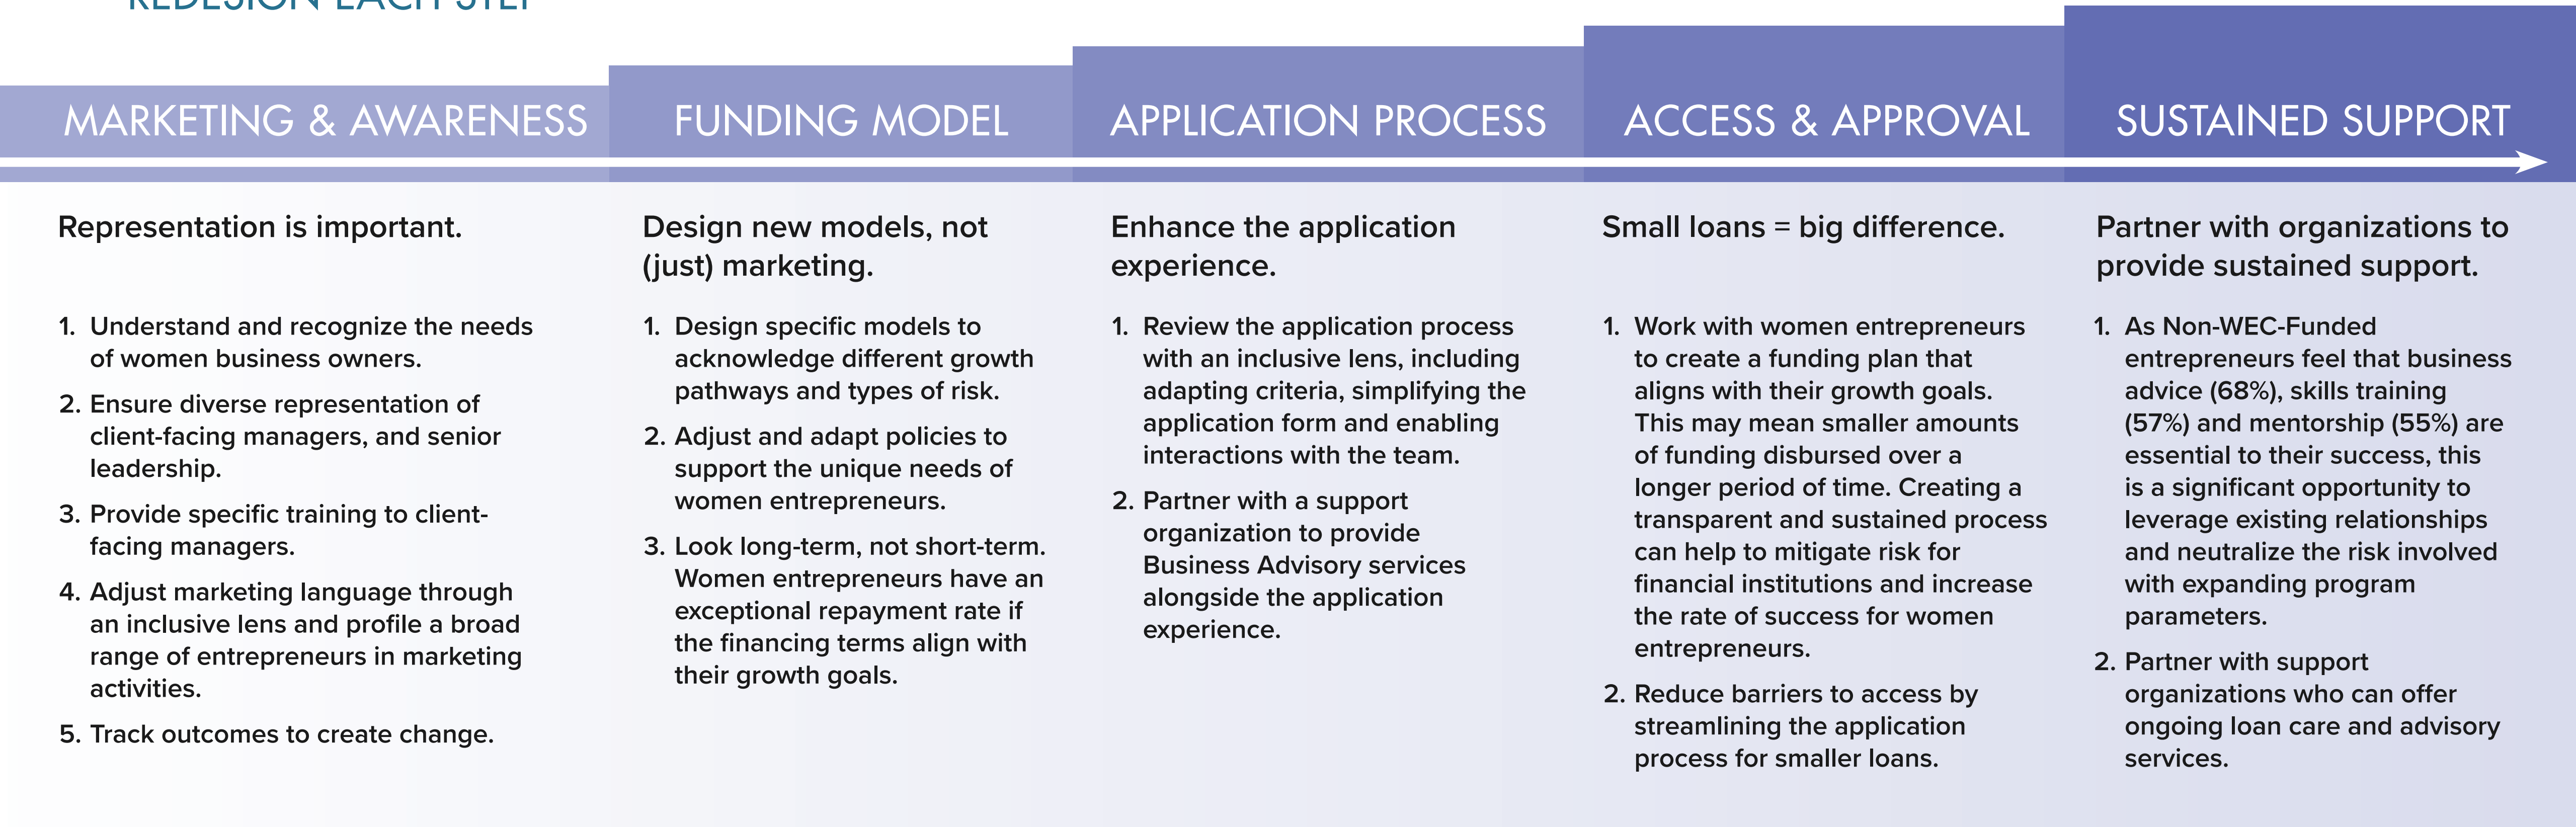 REDESIGN EACH STEP
MARKETING & AWARENESS
Representation is important.
1. Understand and recognize the needs
of women business owners.
2. Ensure diverse representation of
client-facing managers, and senior
leadership.
3. Provide specific training to client-
facing managers.
4. Adjust marketing language through
an inclusive lens and profile a broad
range of entrepreneurs in marketing
activities.
5. Track outcomes to create change.
FUNDING MODEL
Design new models, not
(just) marketing.
1. Design specific models to
acknowledge different growth
pathways and types of risk.
2. Adjust and adapt policies to
support the unique needs of
women entrepreneurs.
3. Look long-term, not short-term.
Women entrepreneurs have an
exceptional repayment rate if
the financing terms align with
their growth goals.
APPLICATION PROCESS
Enhance the application
experience.
1. Review the application process
with an inclusive lens, including
adapting criteria, simplifying the
application form and enabling
interactions with the team.
2. Partner with a support
organization to provide
Business Advisory services
alongside the application
experience.
ACCESS & APPROVAL
Small loans = big difference.
1. Work with women entrepreneurs
to create a funding plan that
aligns with their growth goals.
This may mean smaller amounts
of funding disbursed over a
longer period of time. Creating a
transparent and sustained process
can help to mitigate risk for
financial institutions and increase
the rate of success for women
entrepreneurs.
2. Reduce barriers to access by
streamlining the application
process for smaller loans.
SUSTAINED SUPPORT
Partner with organizations to
provide sustained support.
1. As Non-WEC-Funded
entrepreneurs feel that business
advice (68%), skills training
(57%) and mentorship (55%) are
essential to their success, this
is a significant opportunity to
leverage existing relationships
and neutralize the risk involved
with expanding program
parameters.
2. Partner with support
organizations who can offer
ongoing loan care and advisory
services.